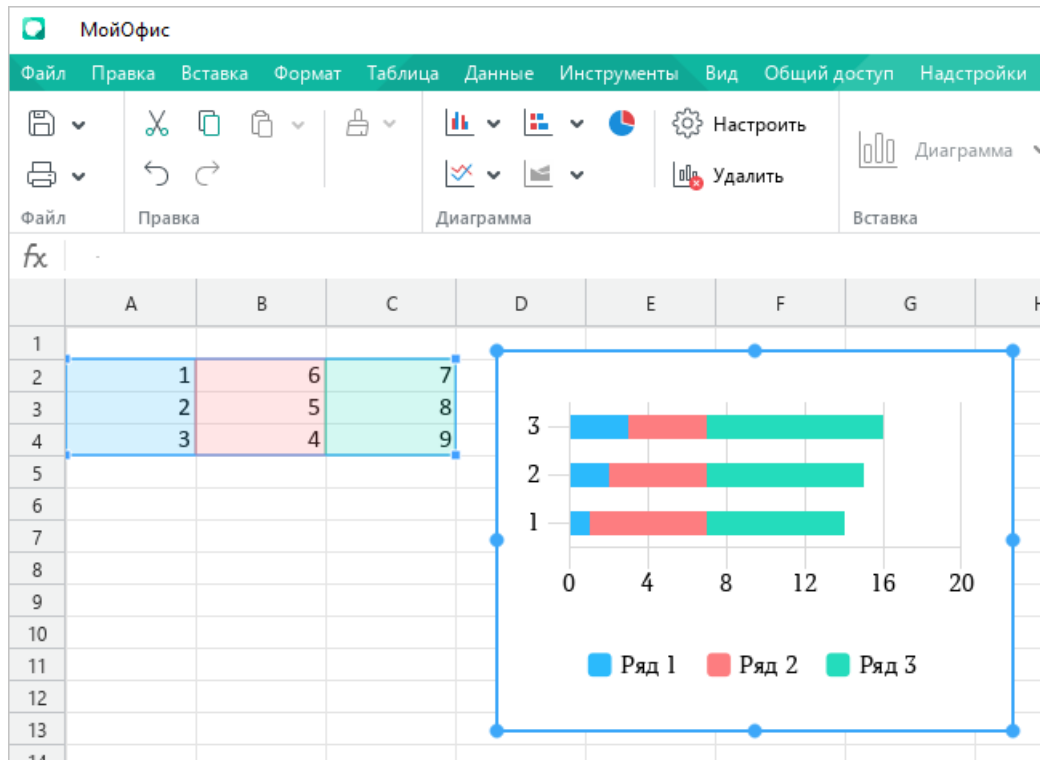 МойОфис
Файл Правка Вставка Формат Таблица Данные Инструменты Вид Общий доступ Надстройки
Настроить
Диаграмма
Удалить
Файл Правка Диаграмма Вставка
fx
A B C D E F G H
1
2 1 6 7
3 2 5 8
4 3 4 9
5
6
7
8
9
10
11
12
13
14
3
2
1
0 4 8 12 16 20
Ряд 1 Ряд 2 Ряд 3